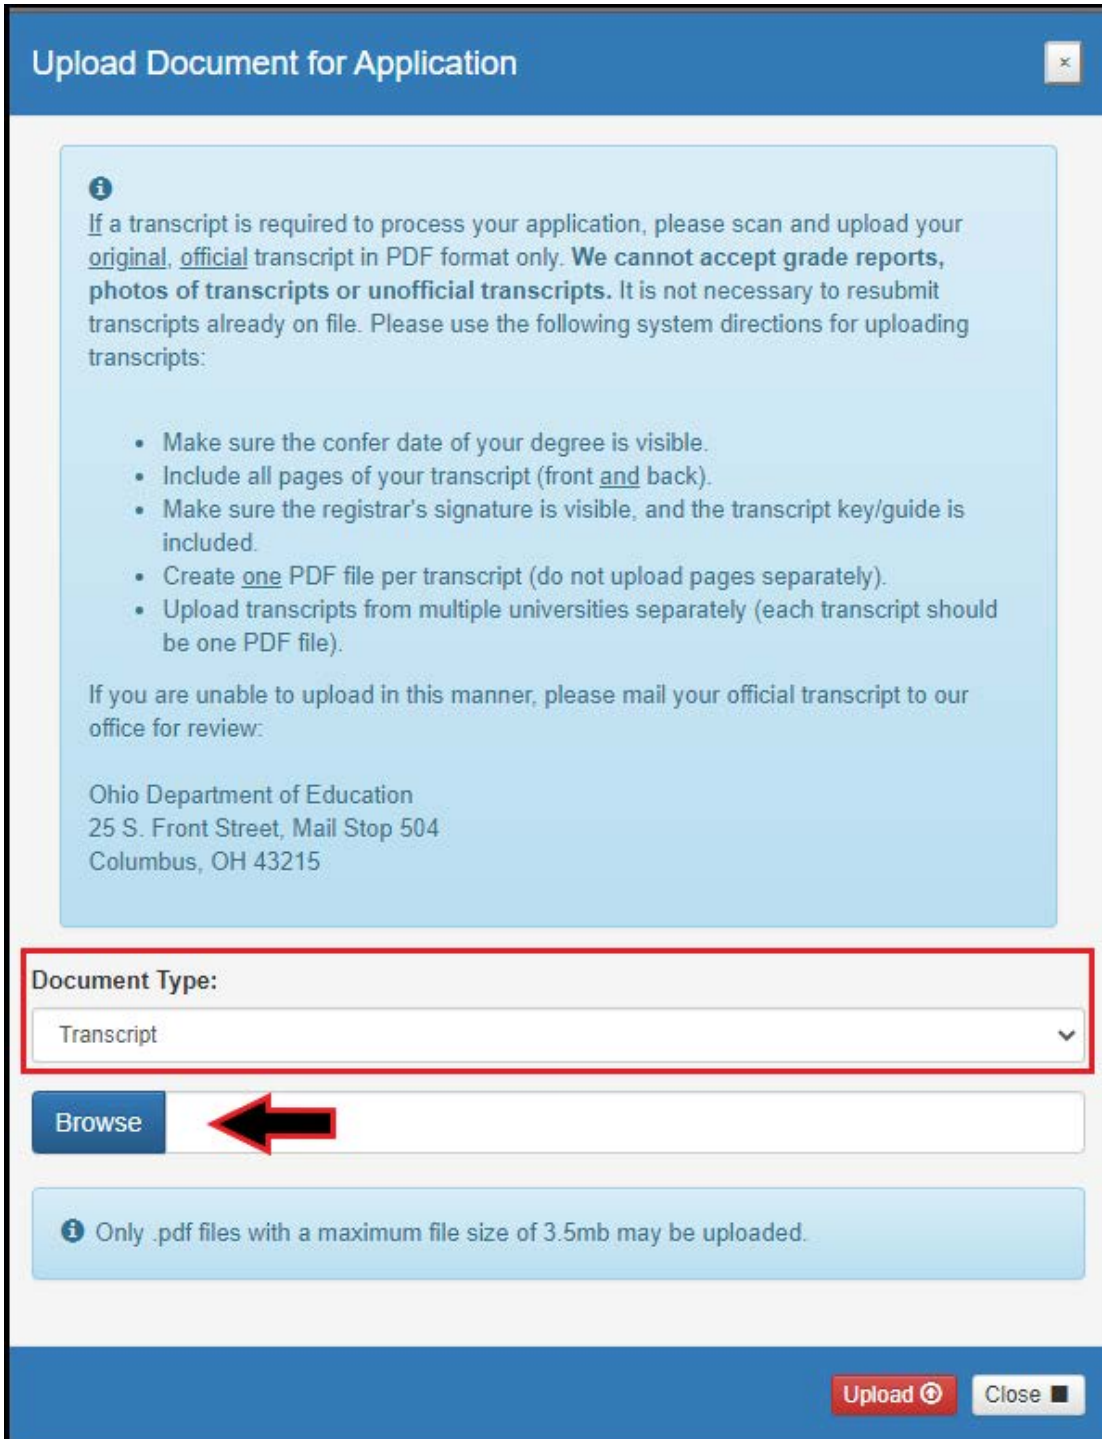 Upload Document for Application
If a transcript is required to process your application, please scan and upload your
original, official transcript in PDF format only. We cannot accept grade reports,
photos of transcripts or unofficial transcripts. It is not necessary to resubmit
transcripts already on file. Please use the following system directions for uploading
transcripts:
• Make sure the confer date of your degree is visible.
• Include all pages of your transcript (front and back).
• Make sure the registrar's signature is visible, and the transcript key/guide is
included.
• Create one PDF file per transcript (do not upload pages separately).
• Upload transcripts from multiple universities separately (each transcript should
be one PDF file).
If you are unable to upload in this manner, please mail your official transcript to our
office for review:
Ohio Department of Education
25 S. Front Street, Mail Stop 504
Columbus, OH 43215
Document Type:
Transcript
Browse
Only .pdf files with a maximum file size of 3.5mb may be uploaded.
Upload
Close